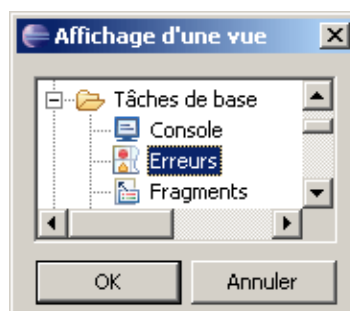 Affichage d'une vue
Tâches de base
Console
Erreurs
Fragments
OK
Annuler